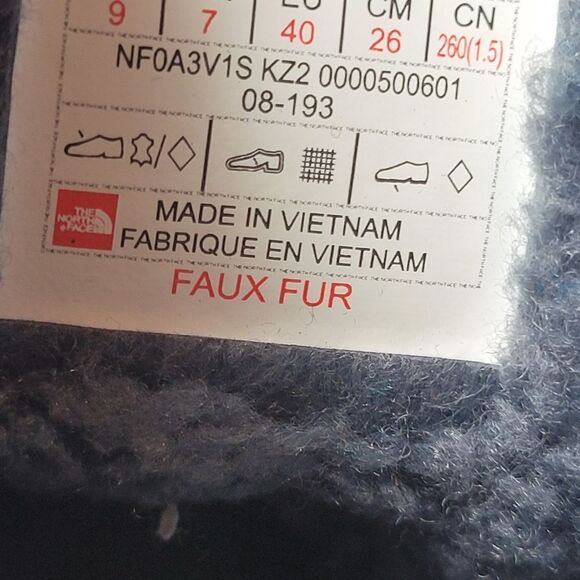 EU CM CN
9 7 40 26 260(1.5)
NF0A3V1S KZ2 0000500601
08-193
THE NORTH FACE
MADE IN VIETNAM
FABRIQUE EN VIETNAM
FAUX FUR